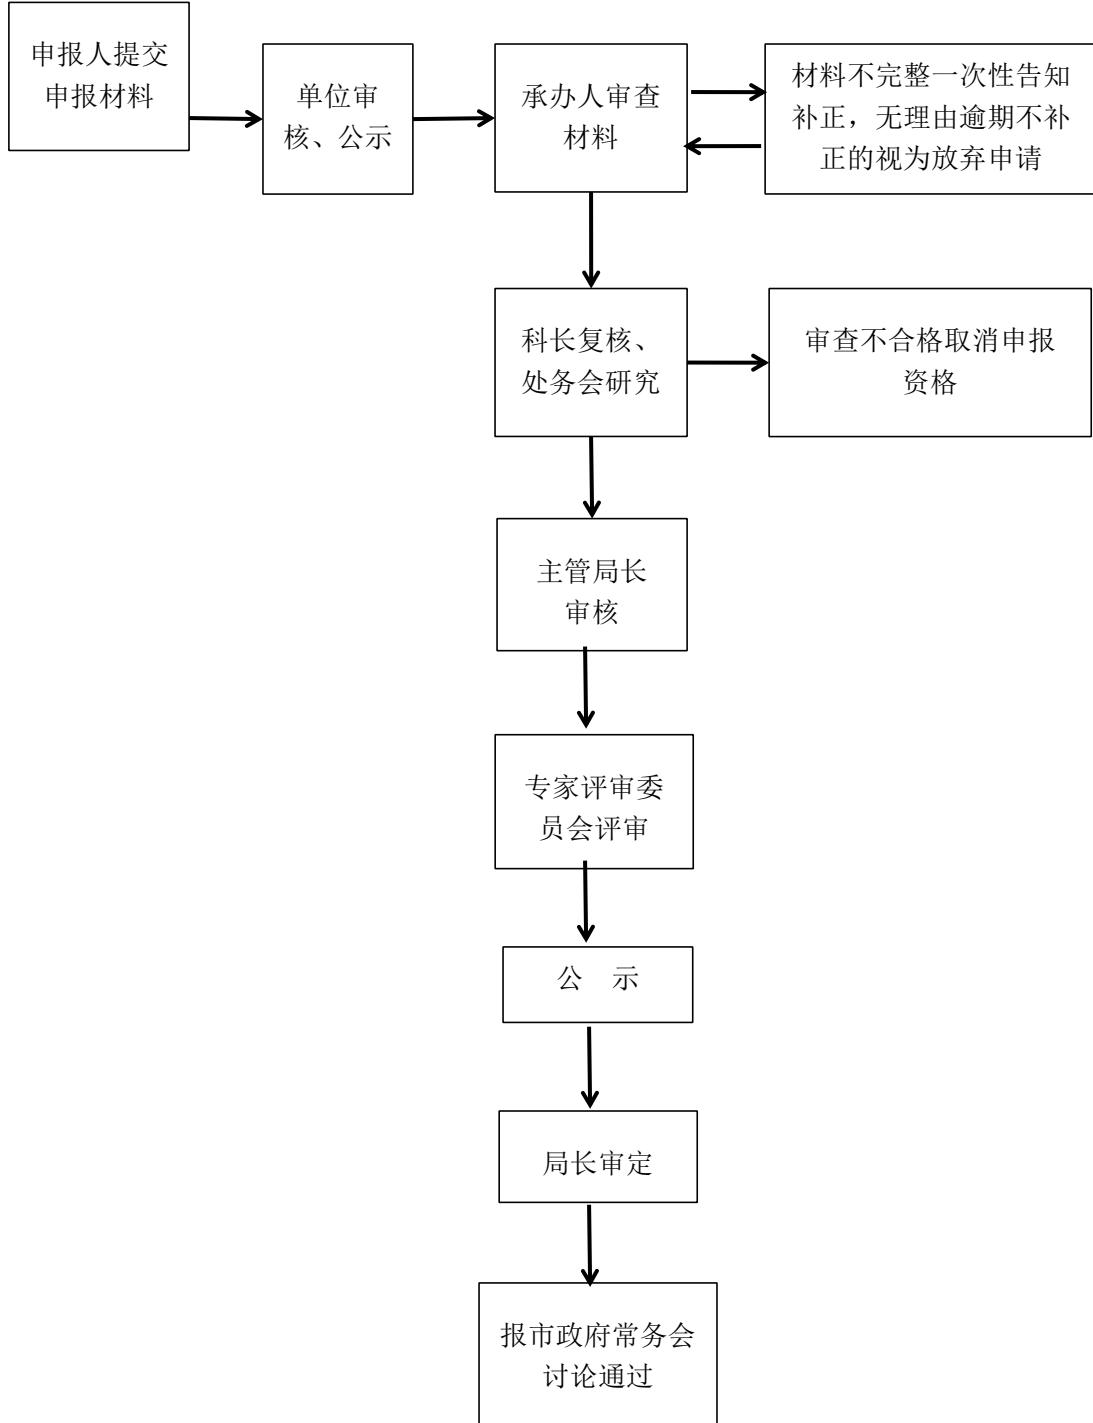 申报人提交
申报材料
单位审
核、公示
承办人审查
材料
材料不完整一次性告知
补正，无理由逾期不补
正的视为放弃申请
科长复核、
处务会研究
审查不合格取消申报
资格
主管局长
审核
专家评审委
员会评审
公 示
局长审定
报市政府常务会
讨论通过